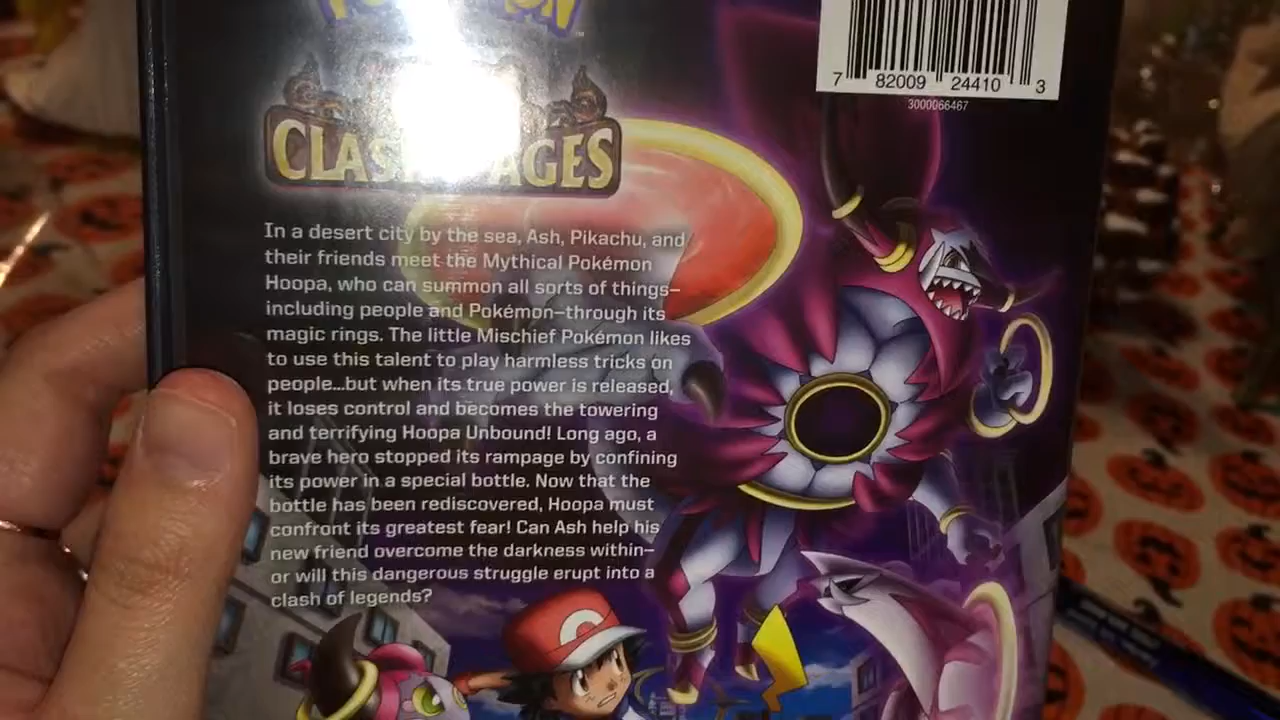 POKÉMON
CLASH AGES
7 82009 24410 3
3000066467
In a desert city by the sea, Ash, Pikachu, and
their friends meet the Mythical Pokémon
Hoopa, who can summon all sorts of things–
including people and Pokémon–through its
magic rings. The little Mischief Pokémon likes
to use this talent to play harmless tricks on
people...but when its true power is released,
it loses control and becomes the towering
and terrifying Hoopa Unbound! Long ago, a
brave hero stopped its rampage by confining
its power in a special bottle. Now that the
bottle has been rediscovered, Hoopa must
confront its greatest fear! Can Ash help his
new friend overcome the darkness within–
or will this dangerous struggle erupt into a
clash of legends?